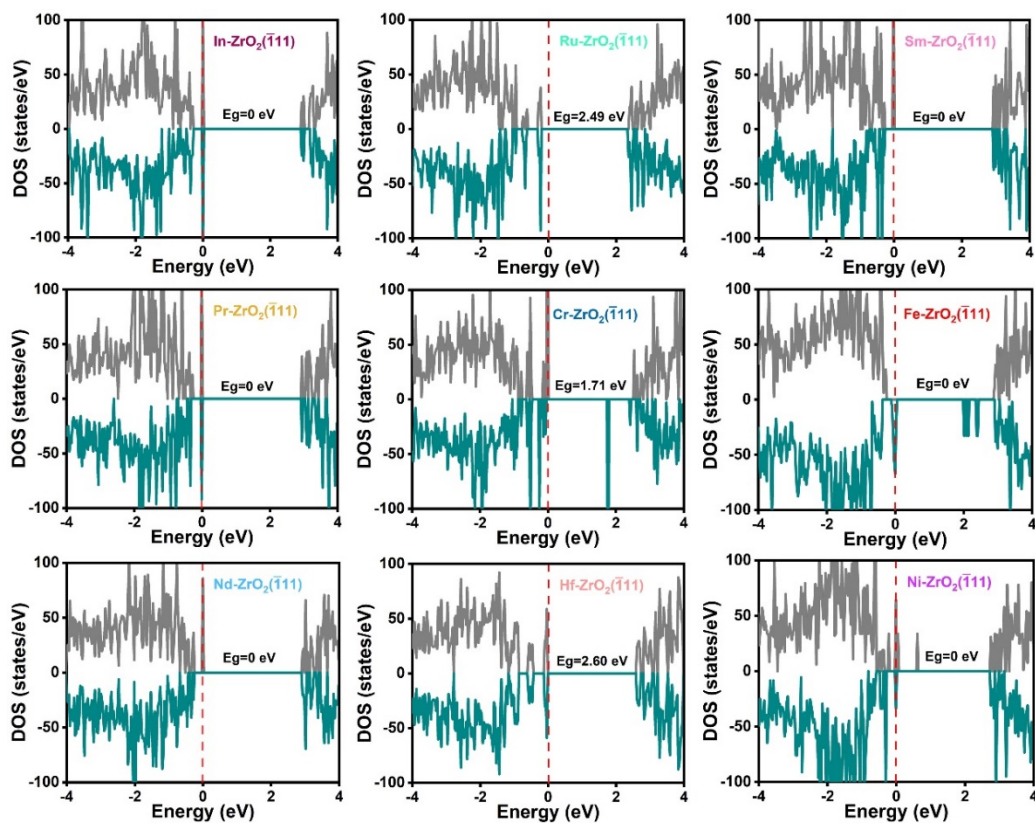 In-ZrO₂(1̅11)
Eg=0 eV
DOS (states/eV)
100
50
0
-50
-100
-4 -2 0 2 4
Energy (eV)
Ru-ZrO₂(1̅11)
Eg=2.49 eV
DOS (states/eV)
100
50
0
-50
-100
-4 -2 0 2 4
Energy (eV)
Sm-ZrO₂(1̅11)
Eg=0 eV
DOS (states/eV)
100
50
0
-50
-100
-4 -2 0 2 4
Energy (eV)
Pr-ZrO₂(1̅11)
Eg=0 eV
DOS (states/eV)
100
50
0
-50
-100
-4 -2 0 2 4
Energy (eV)
Cr-ZrO₂(1̅11)
Eg=1.71 eV
DOS (states/eV)
100
50
0
-50
-100
-4 -2 0 2 4
Energy (eV)
Fe-ZrO₂(1̅11)
Eg=0 eV
DOS (states/eV)
100
50
0
-50
-100
-4 -2 0 2 4
Energy (eV)
Nd-ZrO₂(1̅11)
Eg=0 eV
DOS (states/eV)
100
50
0
-50
-100
-4 -2 0 2 4
Energy (eV)
Hf-ZrO₂(1̅11)
Eg=2.60 eV
DOS (states/eV)
100
50
0
-50
-100
-4 -2 0 2 4
Energy (eV)
Ni-ZrO₂(1̅11)
Eg=0 eV
DOS (states/eV)
100
50
0
-50
-100
-4 -2 0 2 4
Energy (eV)